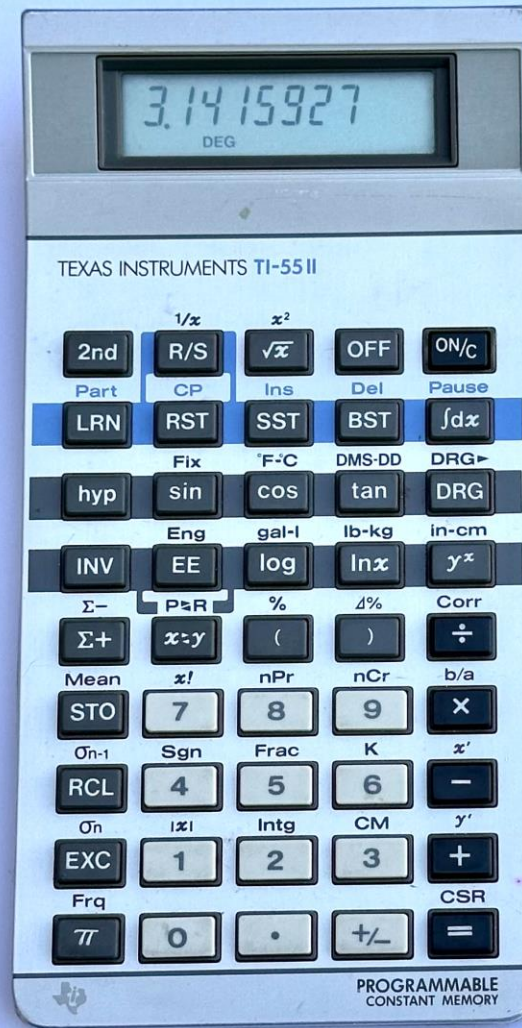 3.1415927
DEG
TEXAS INSTRUMENTS TI-55 II
1/x x²
2nd R/S √x OFF ON/C
Part CP Ins Del Pause
LRN RST SST BST ∫dx
Fix °F-°C DMS-DD DRG►
hyp sin cos tan DRG
Eng gal-l lb-kg in-cm
INV EE log lnx yˣ
Σ− P⇆R % Δ% Corr
Σ+ x:y ( ) ÷
Mean x! nPr nCr b/a
STO 7 8 9 ×
σn-1 Sgn Frac K x′
RCL 4 5 6 −
σn |x| Intg CM y′
EXC 1 2 3 +
Frq CSR
π 0 . +/− =
PROGRAMMABLE
CONSTANT MEMORY